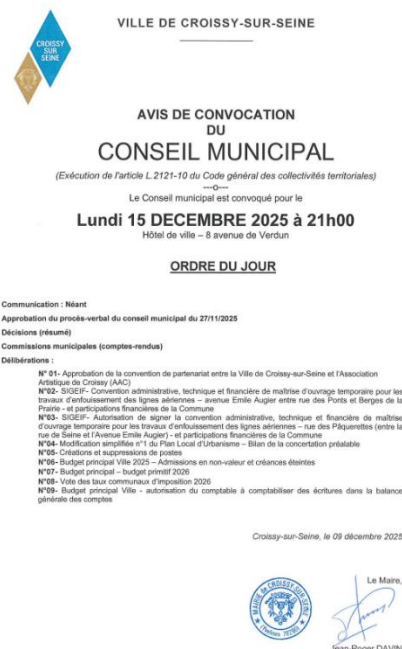 CROISSY
SUR
SEINE
VILLE DE CROISSY-SUR-SEINE
AVIS DE CONVOCATION
DU
CONSEIL MUNICIPAL
(Exécution de l'article L.2121-10 du Code général des collectivités territoriales)
---o---
Le Conseil municipal est convoqué pour le
Lundi 15 DECEMBRE 2025 à 21h00
Hôtel de ville – 8 avenue de Verdun
ORDRE DU JOUR
Communication : Néant
Approbation du procès-verbal du conseil municipal du 27/11/2025
Décisions (résumé)
Commissions municipales (comptes-rendus)
Délibérations :
N° 01- Approbation de la convention de partenariat entre la Ville de Croissy-sur-Seine et l'Association
Artistique de Croissy (AAC)
N°02- SIGEIF- Convention administrative, technique et financière de maîtrise d'ouvrage temporaire pour les
travaux d'enfouissement des lignes aériennes – avenue Emile Augier entre rue des Ponts et Berges de la
Prairie - et participations financières de la Commune
N°03- SIGEIF- Autorisation de signer la convention administrative, technique et financière de maîtrise
d'ouvrage temporaire pour les travaux d'enfouissement des lignes aériennes – rue des Pâquerettes (entre la
rue de Seine et l'Avenue Emile Augier) - et participations financières de la Commune
N°04- Modification simplifiée n°1 du Plan Local d'Urbanisme – Bilan de la concertation préalable
N°05- Créations et suppressions de postes
N°06- Budget principal Ville 2025 – Admissions en non-valeur et créances éteintes
N°07- Budget principal – budget primitif 2026
N°08- Vote des taux communaux d'imposition 2026
N°09- Budget principal Ville - autorisation du comptable à comptabiliser des écritures dans la balance
générale des comptes
Croissy-sur-Seine, le 09 décembre 2025
Le Maire,
MAIRIE de CROISSY-SUR-SEINE
(Yvelines 78290)
Jean-Roger DAVIN